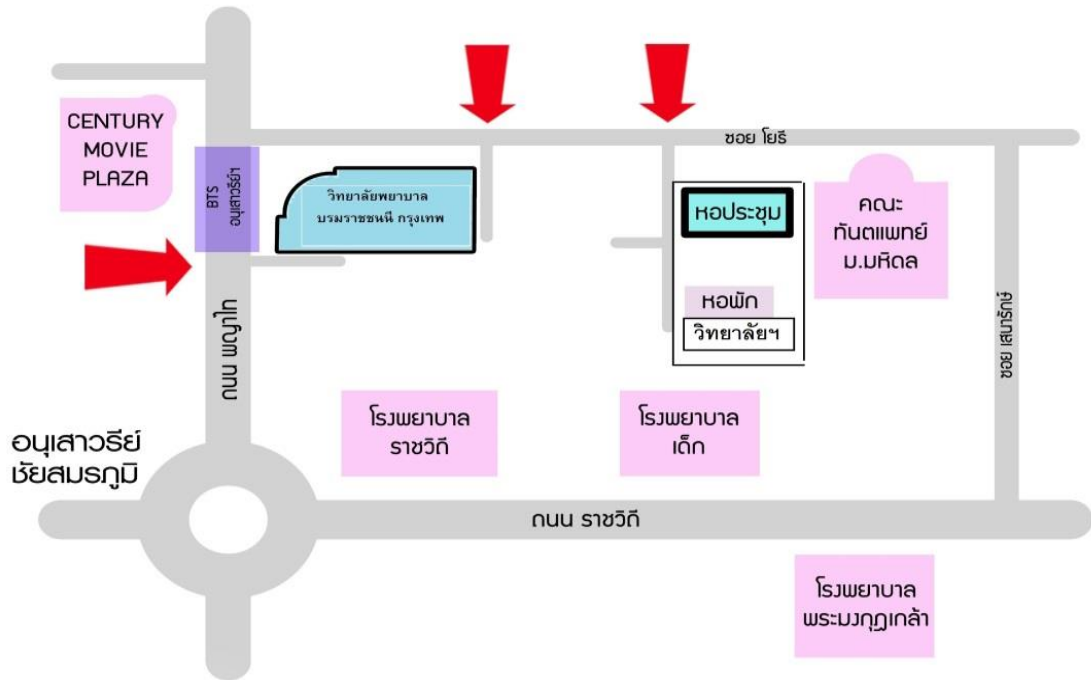 CENTURY
MOVIE
PLAZA
BTS
อนุเสาวรีย์ฯ
วิทยาลัยพยาบาล
บรมราชชนนี กรุงเทพ
ซอย โยธี
หอประชุม
คณะ
ทันตแพทย์
ม.มหิดล
หอพัก
วิทยาลัยฯ
ซอย เสนารักษ์
ถนน พญาไท
โรงพยาบาล
ราชวิถี
โรงพยาบาล
เด็ก
อนุเสาวรีย์
ชัยสมรภูมิ
ถนน ราชวิถี
โรงพยาบาล
พระมงกุฎเกล้า